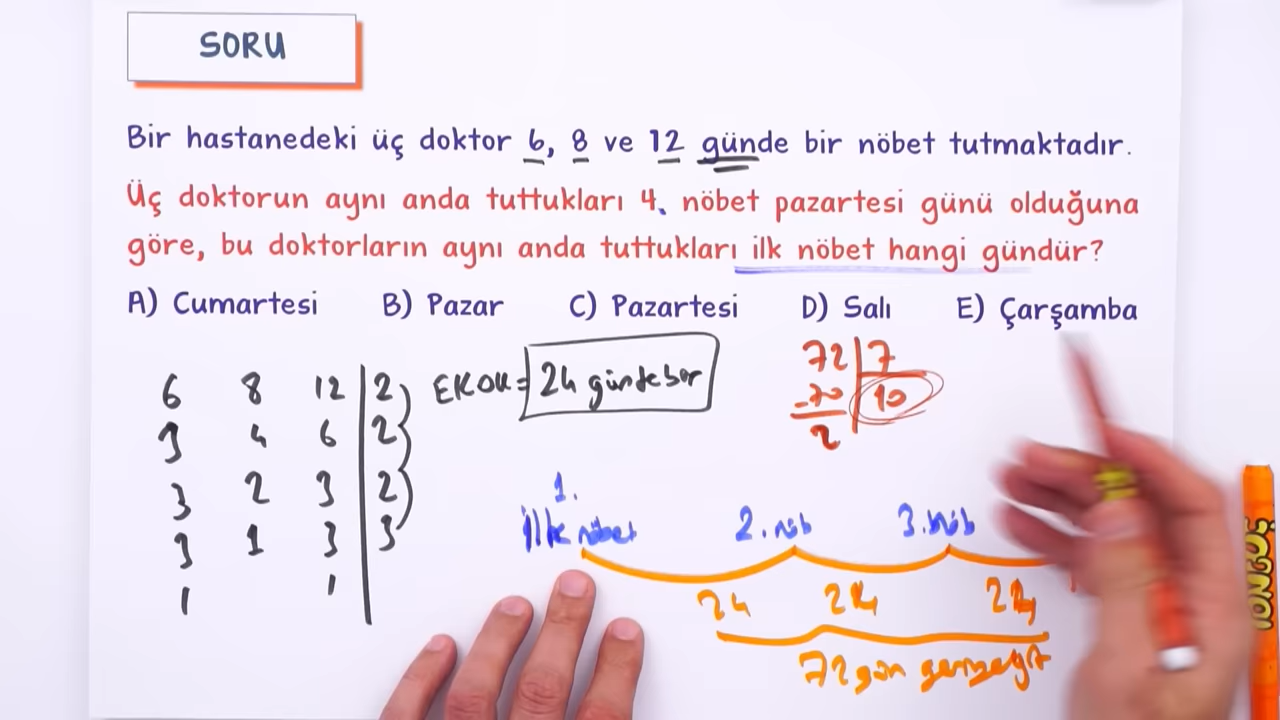 SORU
Bir hastanedeki üç doktor 6, 8 ve 12 günde bir nöbet tutmaktadır.
Üç doktorun aynı anda tuttukları 4. nöbet pazartesi günü olduğuna
göre, bu doktorların aynı anda tuttukları ilk nöbet hangi gündür?
A) Cumartesi B) Pazar C) Pazartesi D) Salı E) Çarşamba
6 8 12 2
3 4 6 2
3 2 3 2
3 1 3 3
1 1
EKOK = 24 günde bir
72 7
-70 10
2
1.
ilk nöbet 2. nöb 3. nöb
24 24 24
72 gün
TONGUÇ